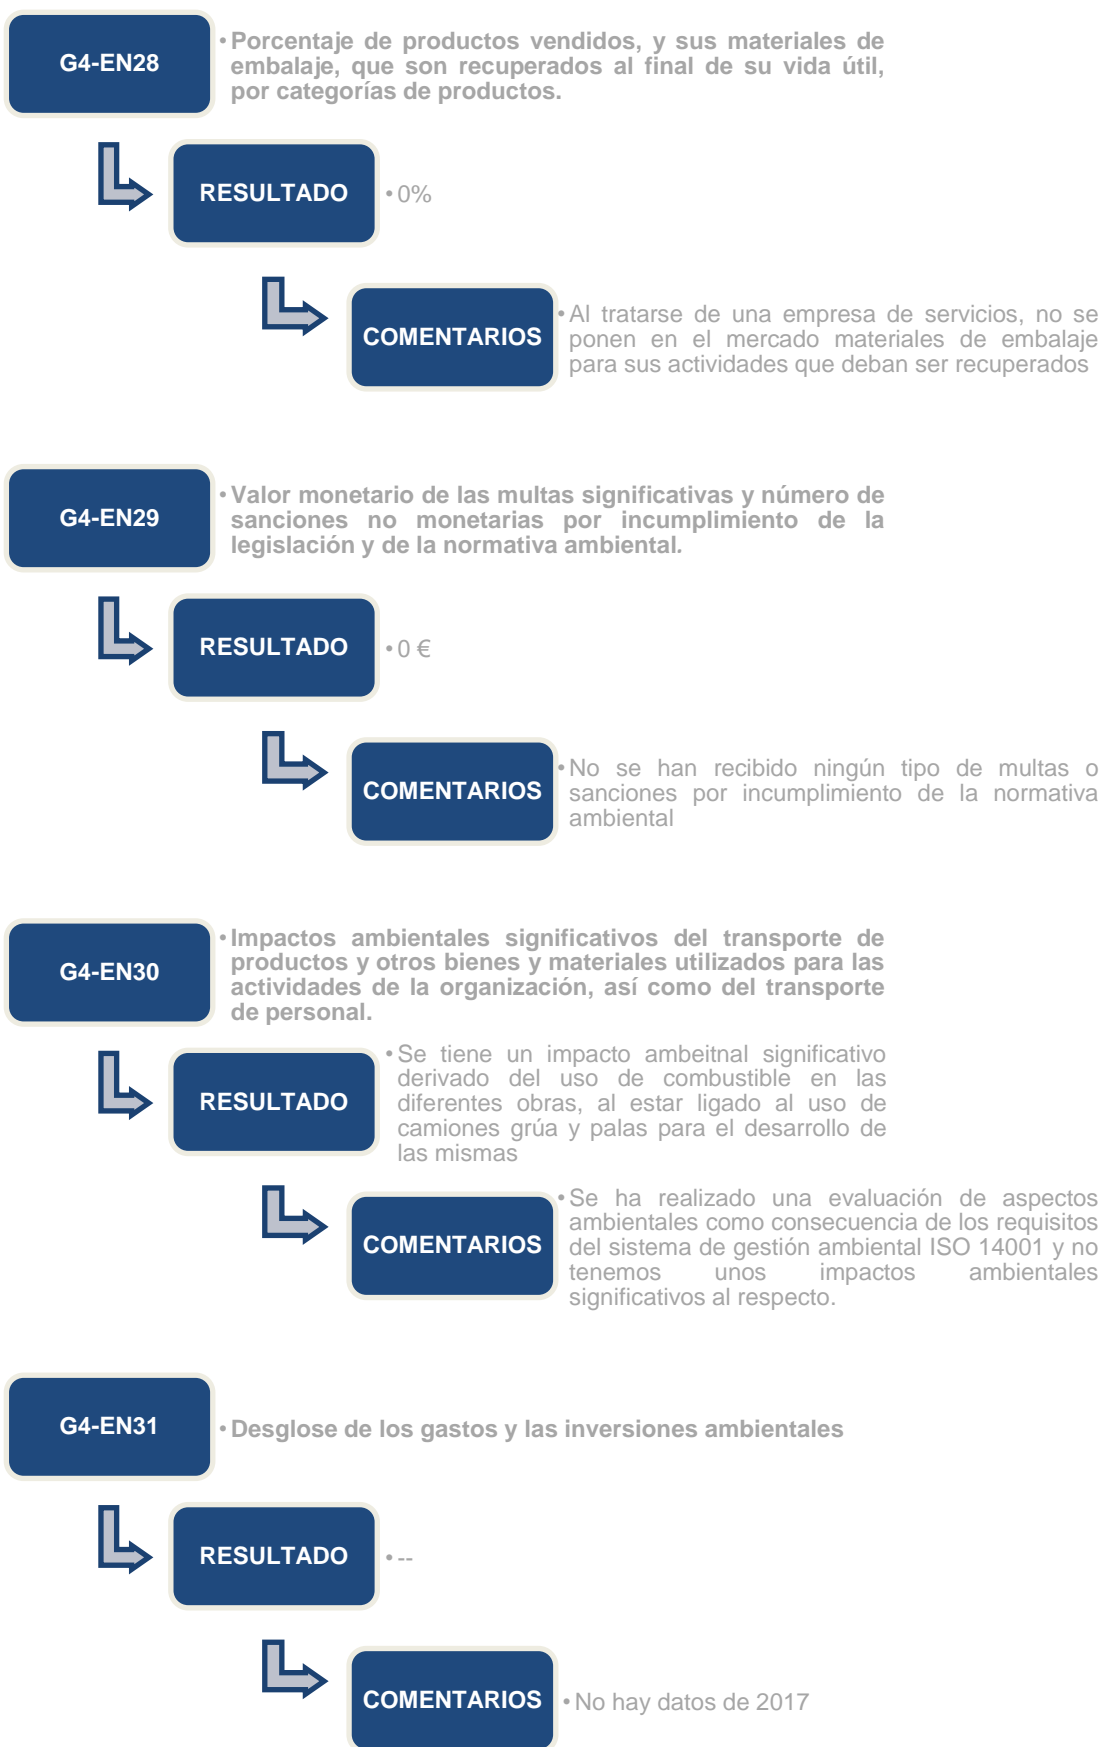 G4-EN28
• Porcentaje de productos vendidos, y sus materiales de
embalaje, que son recuperados al final de su vida útil,
por categorías de productos.
RESULTADO
• 0%
COMENTARIOS
• Al tratarse de una empresa de servicios, no se
ponen en el mercado materiales de embalaje
para sus actividades que deban ser recuperados
G4-EN29
• Valor monetario de las multas significativas y número de
sanciones no monetarias por incumplimiento de la
legislación y de la normativa ambiental.
RESULTADO
• 0 €
COMENTARIOS
• No se han recibido ningún tipo de multas o
sanciones por incumplimiento de la normativa
ambiental
G4-EN30
• Impactos ambientales significativos del transporte de
productos y otros bienes y materiales utilizados para las
actividades de la organización, así como del transporte
de personal.
RESULTADO
• Se tiene un impacto ambeitnal significativo
derivado del uso de combustible en las
diferentes obras, al estar ligado al uso de
camiones grúa y palas para el desarrollo de
las mismas
COMENTARIOS
• Se ha realizado una evaluación de aspectos
ambientales como consecuencia de los requisitos
del sistema de gestión ambiental ISO 14001 y no
tenemos unos impactos ambientales
significativos al respecto.
G4-EN31
• Desglose de los gastos y las inversiones ambientales
RESULTADO
• --
COMENTARIOS
• No hay datos de 2017